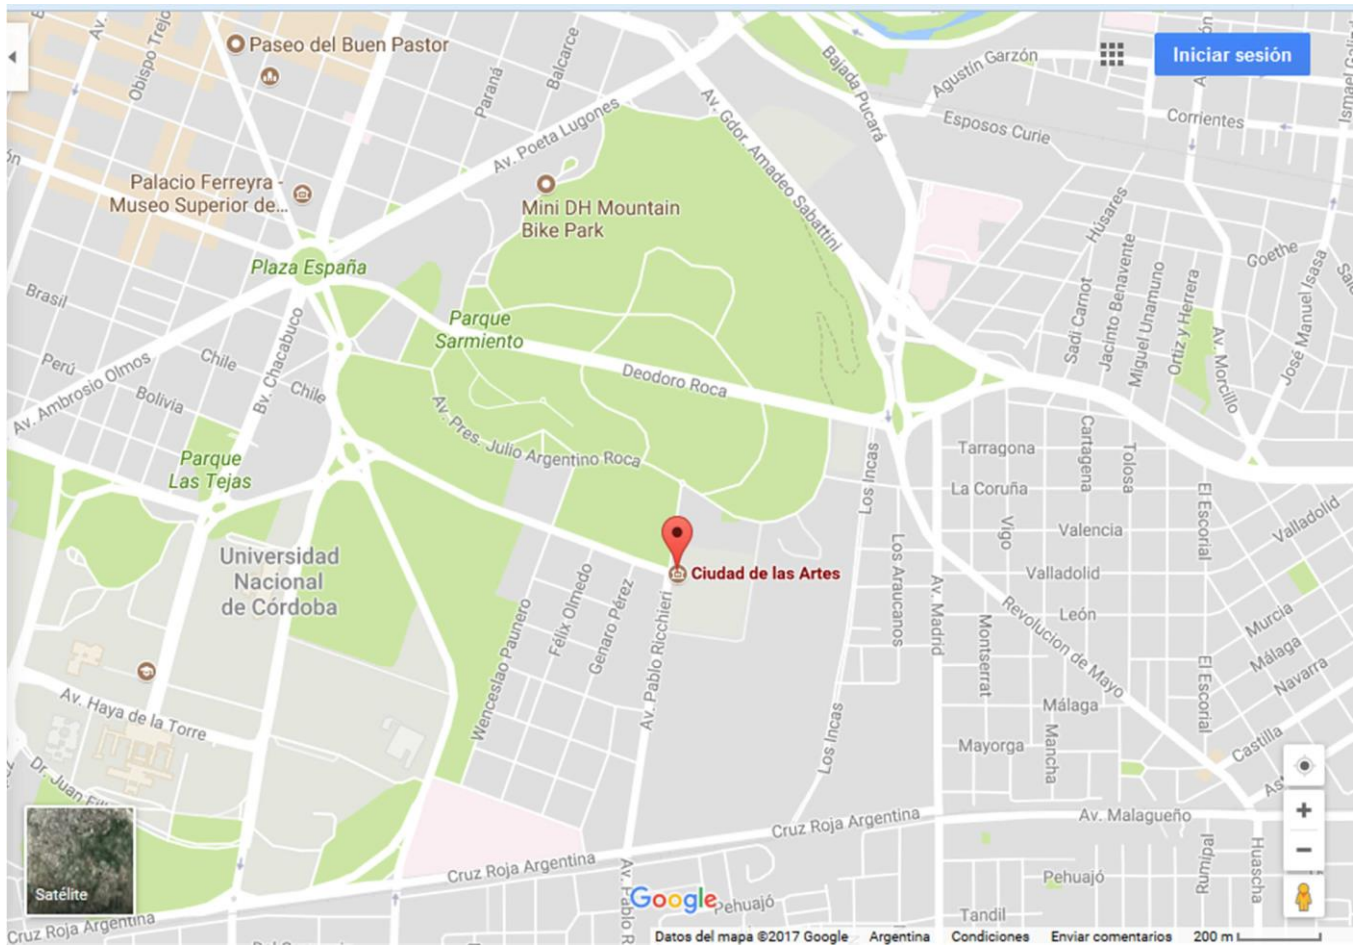 Av.
Obispo Trejo
Paseo del Buen Pastor
Paraná
Balcarce
Av. Poeta Lugones
Av. Gdor. Amadeo Sabattini
Bajada Pucará
Agustín Garzón
Iniciar sesión
Esposos Curie
Corrientes
Palacio Ferreyra -
Museo Superior de...
Mini DH Mountain
Bike Park
Plaza España
Húsares
Goethe
Brasil
Parque
Sarmiento
Sadi Carnot
Jacinto Benavente
Miguel Unamuno
Ortiz y Herrera
Av. Morcillo
José Manuel Isasa
Perú
Chile
Bolivia
Chile
Bv. Chacabuco
Av. Ambrosio Olmos
Deodoro Roca
Av. Pres. Julio Argentino Roca
Parque
Las Tejas
Los Incas
Tarragona
Cartagena
Tolosa
La Coruña
Vigo
Valencia
El Escorial
Valladolid
Universidad
Nacional
de Córdoba
Ciudad de las Artes
Wenceslao Paunero
Félix Olmedo
Genaro Pérez
Av. Pablo Ricchieri
Los Araucanos
Av. Madrid
Valladolid
León
Montserrat
Revolucion de Mayo
Murcia
Málaga
Navarra
El Escorial
Málaga
Av. Haya de la Torre
Los Incas
Mayorga
Mancha
Castilla
Dr. Juan
Satélite
Cruz Roja Argentina
Av. Malagueño
Cruz Roja Argentina
Rumipal
Huascha
Av. Pablo R
Google
Pehuajó
Pehuajó
Tandil
Cruz Roja Argentina
Datos del mapa ©2017 Google Argentina Condiciones Enviar comentarios 200 m